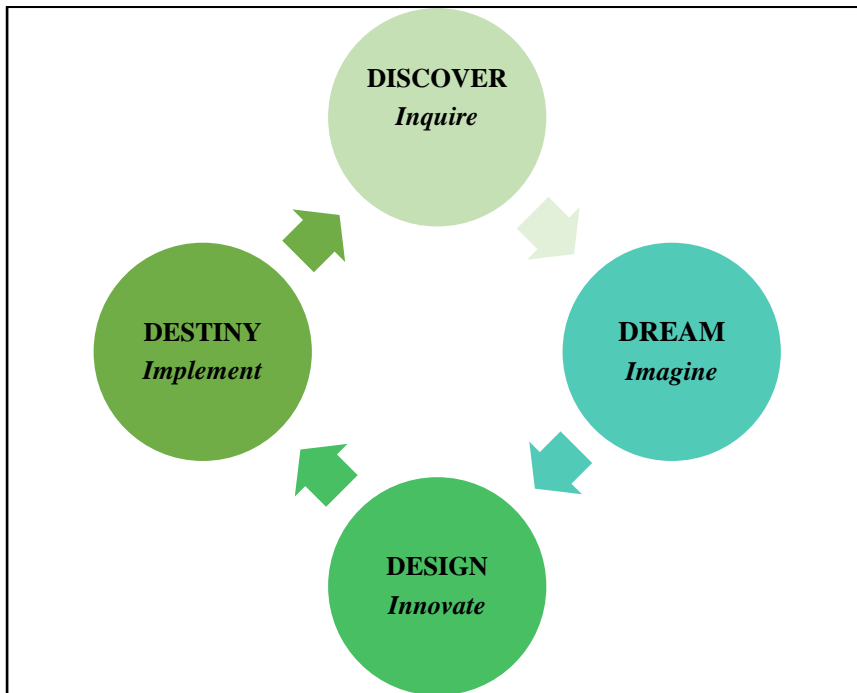 DISCOVER
Inquire
DREAM
Imagine
DESIGN
Innovate
DESTINY
Implement